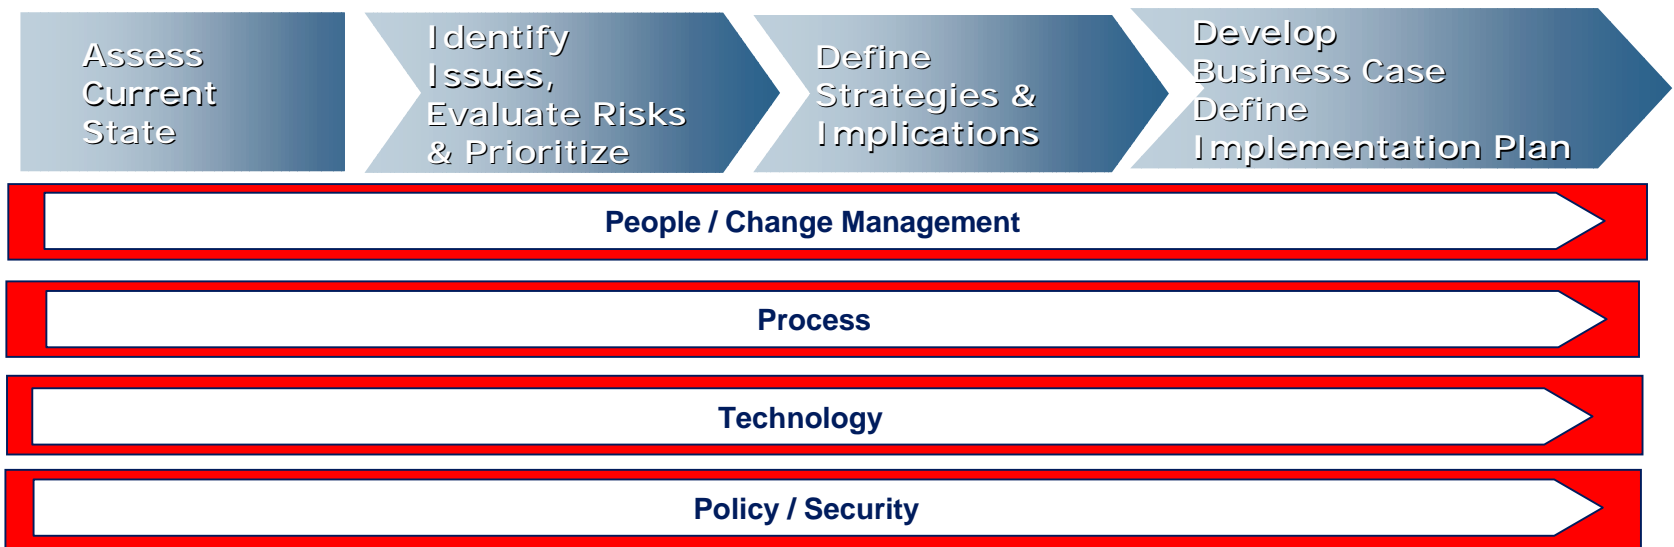 Assess
Current
State
Identify
Issues,
Evaluate Risks
& Prioritize
Define
Strategies &
Implications
Develop
Business Case
Define
Implementation Plan
People / Change Management
Process
Technology
Policy / Security